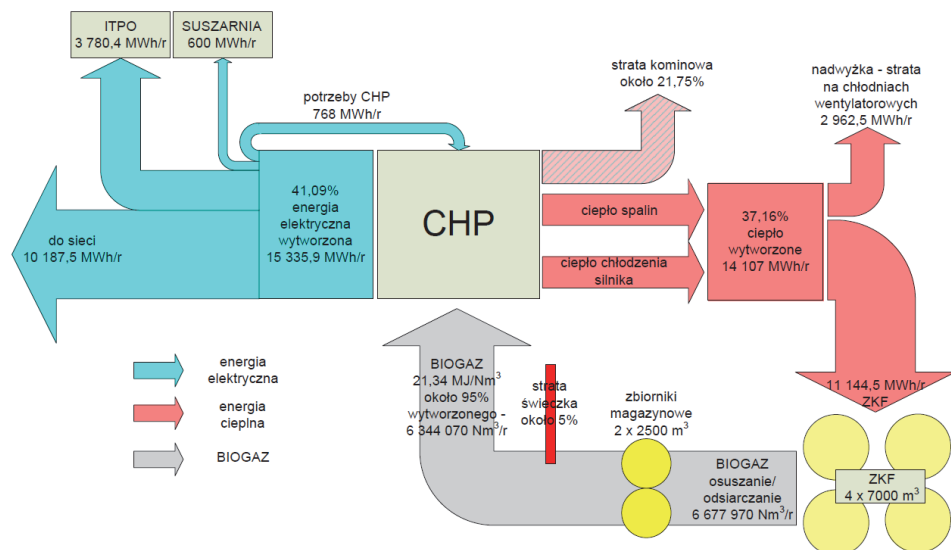 ITPO
3 780,4 MWh/r
SUSZARNIA
600 MWh/r
potrzeby CHP
768 MWh/r
strata kominowa
około 21,75%
nadwyżka - strata
na chłodniach
wentylatorowych
2 962,5 MWh/r
41,09%
energia
elektryczna
wytworzona
15 335,9 MWh/r
CHP
ciepło spalin
ciepło chłodzenia
silnika
37,16%
ciepło
wytworzone
14 107 MWh/r
do sieci
10 187,5 MWh/r
energia
elektryczna
energia
cieplna
BIOGAZ
BIOGAZ
21,34 MJ/Nm³
około 95%
wytworzonego -
6 344 070 Nm³/r
strata
świeczka
około 5%
zbiorniki
magazynowe
2 x 2500 m³
BIOGAZ
osuszanie/
odsiarczanie
6 677 970 Nm³/r
11 144,5 MWh/r
ZKF
ZKF
4 x 7000 m³